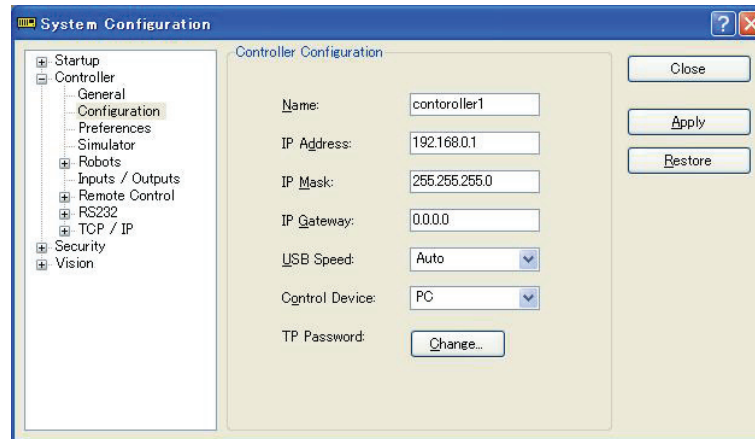 System Configuration
Startup
Controller
General
Configuration
Preferences
Simulator
Robots
Inputs / Outputs
Remote Control
RS232
TCP / IP
Security
Vision
Controller Configuration
Name: contoroller1
IP Address: 192.168.0.1
IP Mask: 255.255.255.0
IP Gateway: 0.0.0.0
USB Speed: Auto
Control Device: PC
TP Password: Change...
Close
Apply
Restore